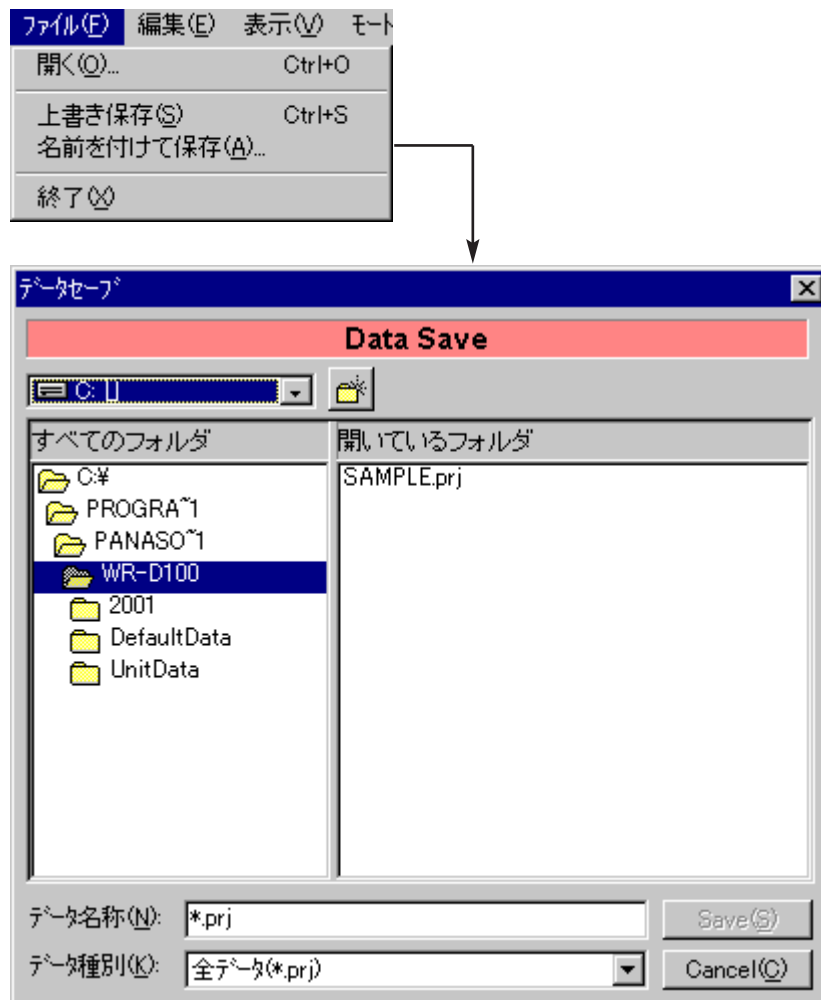 ファイル(F) 編集(E) 表示(V) モート
開く(O)... Ctrl+O
上書き保存(S) Ctrl+S
名前を付けて保存(A)...
終了(X)
データセーブ
Data Save
C: []
すべてのフォルダ 開いているフォルダ
C:¥ SAMPLE.prj
PROGRA~1
PANASO~1
WR-D100
2001
DefaultData
UnitData
データ名称(N): *.prj Save(S)
データ種別(K): 全データ(*.prj) Cancel(C)